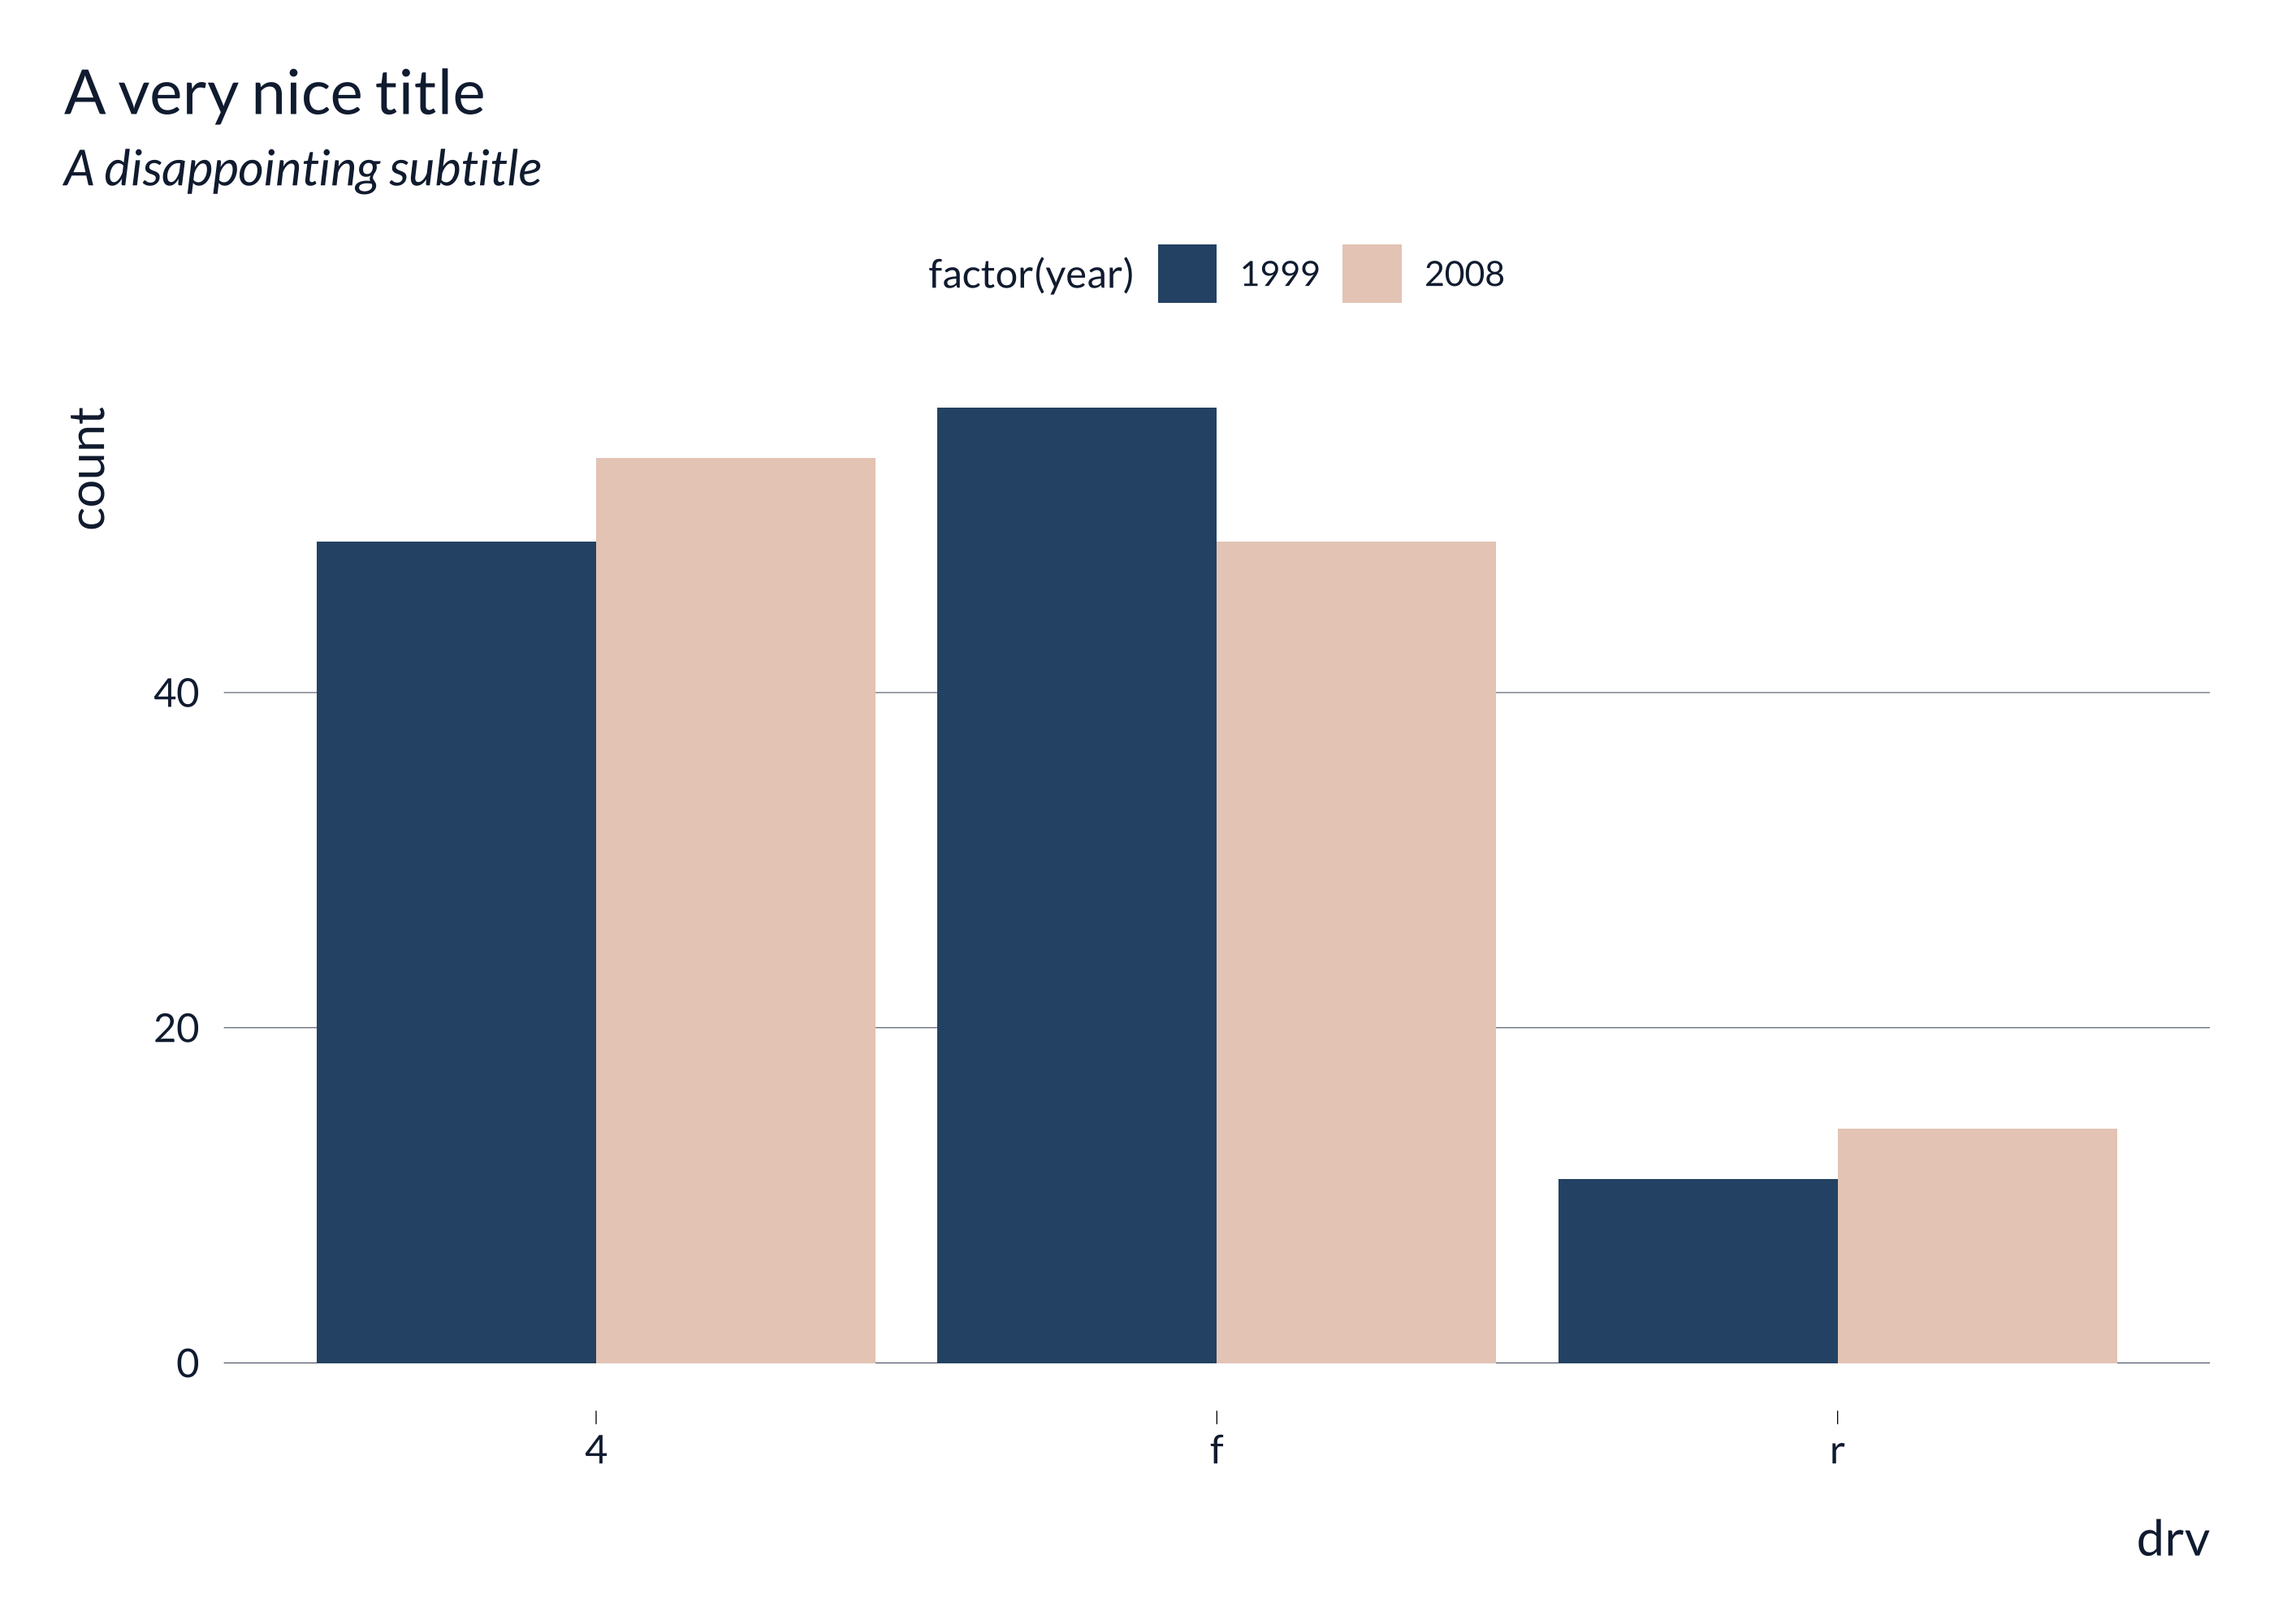 A very nice title
A disappointing subtitle
factor(year) 1999 2008
count
40
20
0
4 f r
drv